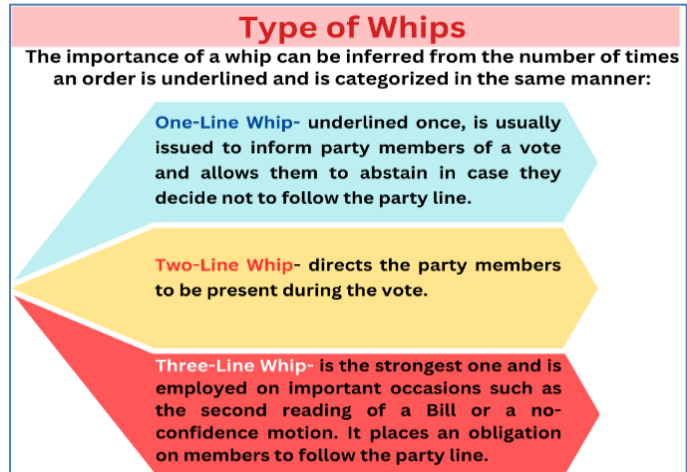 Type of Whips
The importance of a whip can be inferred from the number of times
an order is underlined and is categorized in the same manner:
One-Line Whip- underlined once, is usually
issued to inform party members of a vote
and allows them to abstain in case they
decide not to follow the party line.
Two-Line Whip- directs the party members
to be present during the vote.
Three-Line Whip- is the strongest one and is
employed on important occasions such as
the second reading of a Bill or a no-
confidence motion. It places an obligation
on members to follow the party line.